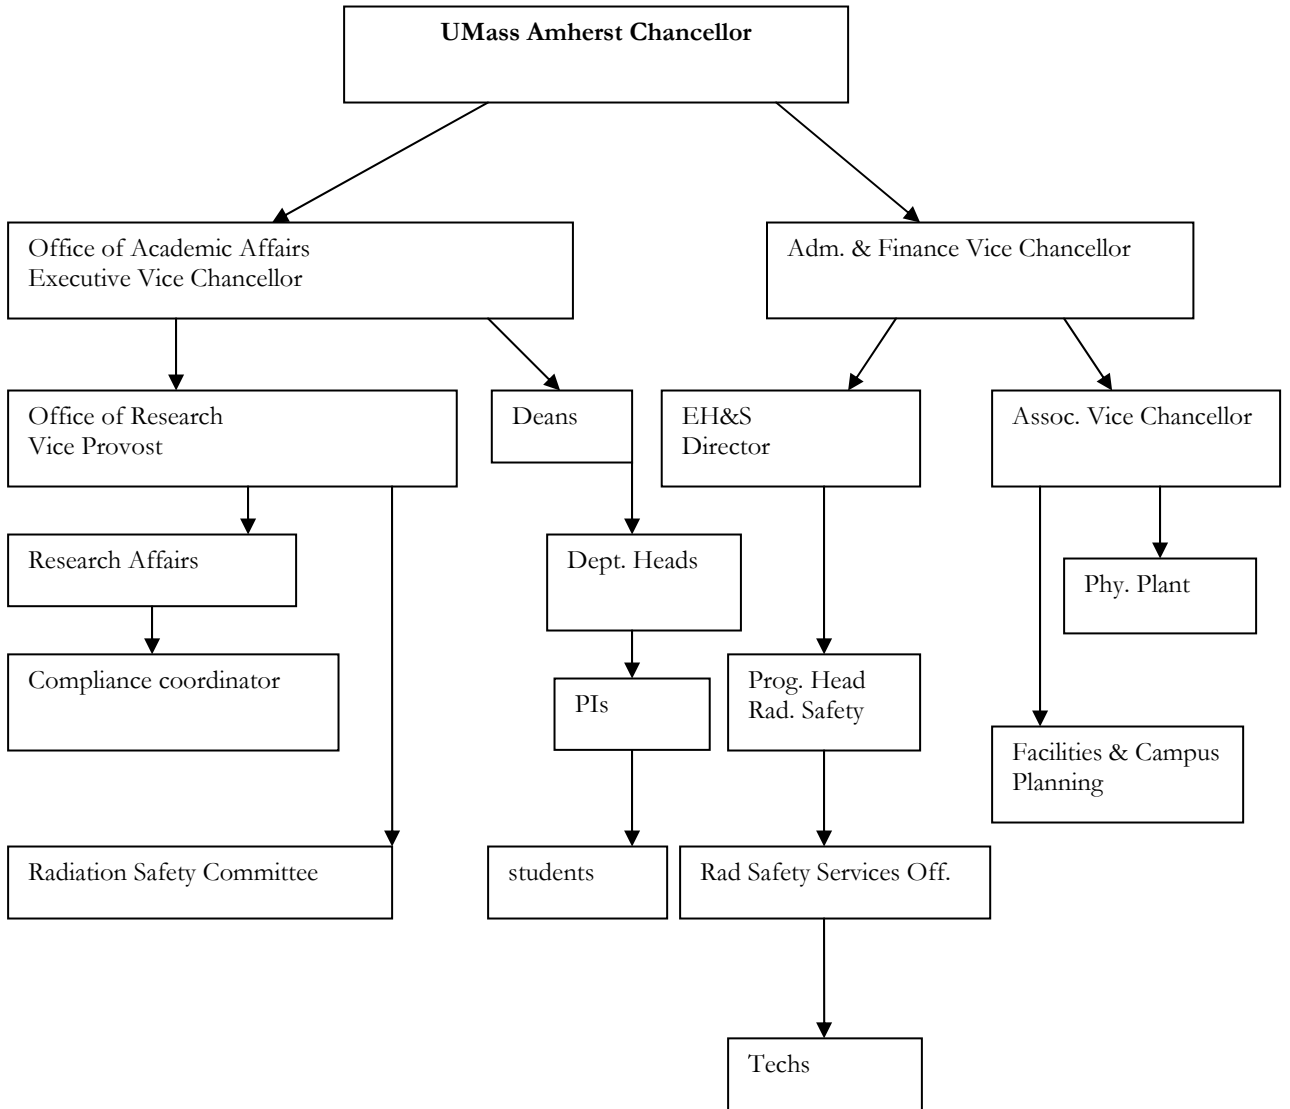 UMass Amherst Chancellor
Office of Academic Affairs
Executive Vice Chancellor
Adm. & Finance Vice Chancellor
Office of Research
Vice Provost
Deans
EH&S
Director
Assoc. Vice Chancellor
Research Affairs
Dept. Heads
Phy. Plant
Compliance coordinator
PIs
Prog. Head
Rad. Safety
Facilities & Campus
Planning
Radiation Safety Committee
students
Rad Safety Services Off.
Techs